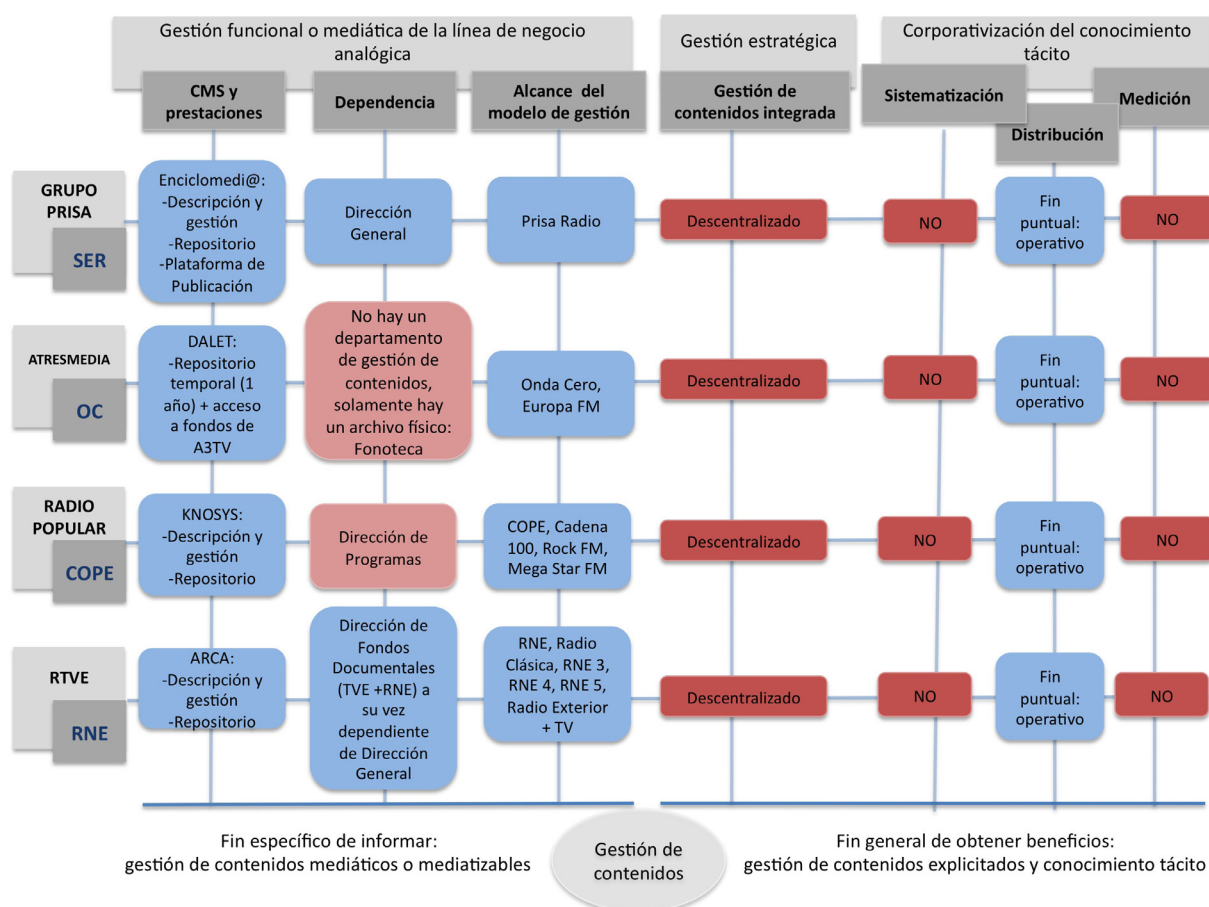 Gestión funcional o mediática de la línea de negocio
analógica
Gestión estratégica
Corporativización del conocimiento
tácito
CMS y
prestaciones
Dependencia
Alcance del
modelo de gestión
Gestión de
contenidos integrada
Sistematización
Distribución
Medición
GRUPO
PRISA
SER
Enciclomedi@:
-Descripción y
gestión
-Repositorio
-Plataforma de
Publicación
Dirección
General
Prisa Radio
Descentralizado
NO
Fin
puntual:
operativo
NO
ATRESMEDIA
OC
DALET:
-Repositorio
temporal (1
año) + acceso
a fondos de
A3TV
No hay un
departamento
de gestión de
contenidos,
solamente hay
un archivo físico:
Fonoteca
Onda Cero,
Europa FM
Descentralizado
NO
Fin
puntual:
operativo
NO
RADIO
POPULAR
COPE
KNOSYS:
-Descripción y
gestión
-Repositorio
Dirección de
Programas
COPE, Cadena
100, Rock FM,
Mega Star FM
Descentralizado
NO
Fin
puntual:
operativo
NO
RTVE
RNE
ARCA:
-Descripción y
gestión
-Repositorio
Dirección de
Fondos
Documentales
(TVE +RNE) a
su vez
dependiente
de Dirección
General
RNE, Radio
Clásica, RNE 3,
RNE 4, RNE 5,
Radio Exterior
+ TV
Descentralizado
NO
Fin
puntual:
operativo
NO
Fin específico de informar:
gestión de contenidos mediáticos o mediatizables
Gestión de
contenidos
Fin general de obtener beneficios:
gestión de contenidos explicitados y conocimiento tácito